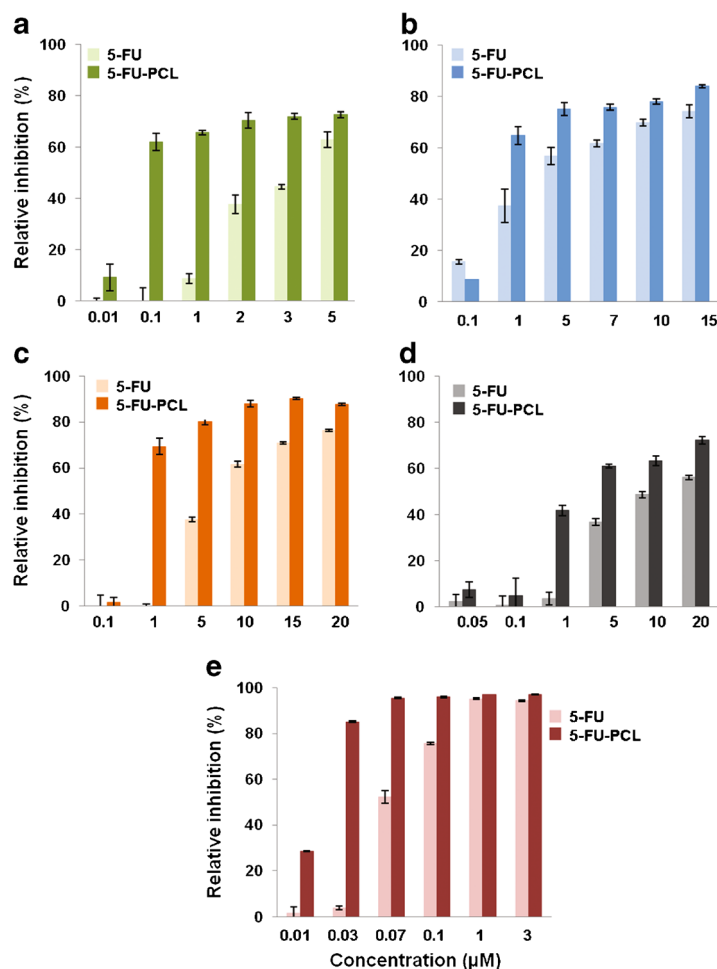 a
5-FU
5-FU-PCL
Relative inhibition (%)
100
80
60
40
20
0
0.01 0.1 1 2 3 5
b
5-FU
5-FU-PCL
100
80
60
40
20
0
0.1 1 5 7 10 15
c
5-FU
5-FU-PCL
Relative inhibition (%)
100
80
60
40
20
0
0.1 1 5 10 15 20
d
5-FU
5-FU-PCL
100
80
60
40
20
0
0.05 0.1 1 5 10 20
e
5-FU
5-FU-PCL
Relative inhibition (%)
100
80
60
40
20
0
0.01 0.03 0.07 0.1 1 3
Concentration (µM)